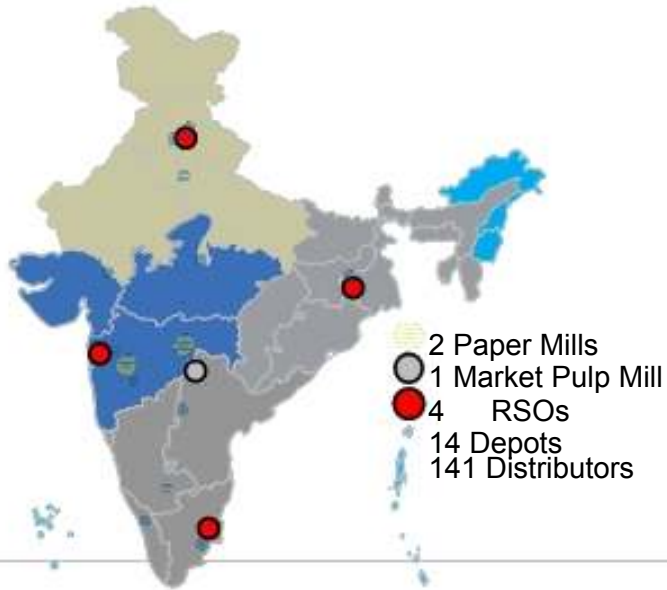 2 Paper Mills
1 Market Pulp Mill
4 RSOs
14 Depots
141 Distributors